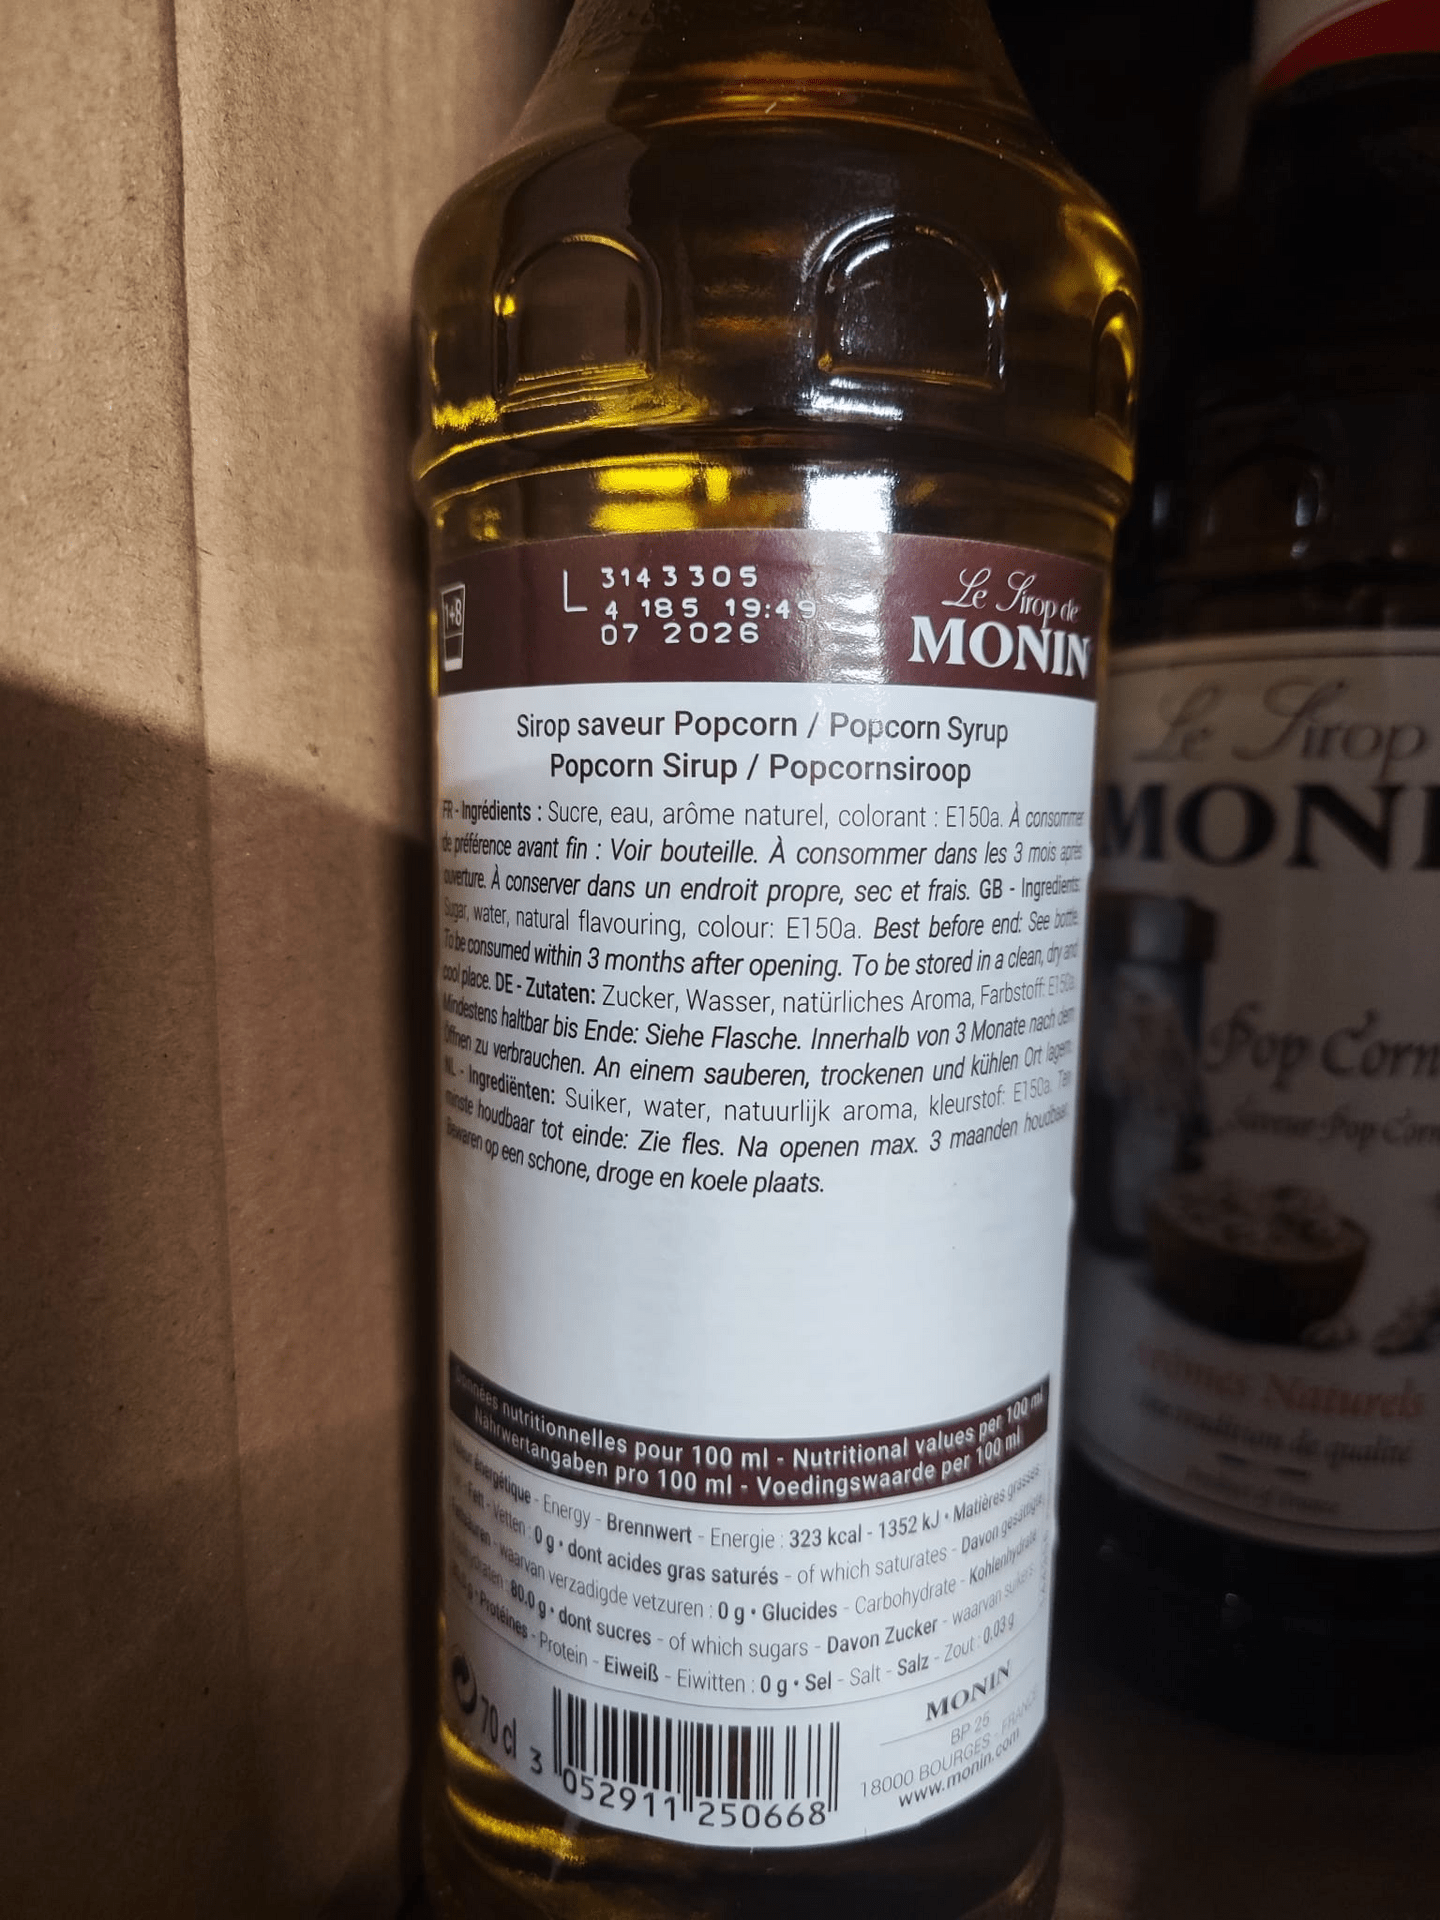 1+8
L 3143305
4 185 19:49
07 2026
Le Sirop de
MONIN
Sirop saveur Popcorn / Popcorn Syrup
Popcorn Sirup / Popcornsiroop
FR - Ingrédients : Sucre, eau, arôme naturel, colorant : E150a. À consommer
de préférence avant fin : Voir bouteille. À consommer dans les 3 mois après
ouverture. À conserver dans un endroit propre, sec et frais. GB - Ingredients:
Sugar, water, natural flavouring, colour: E150a. Best before end: See bottle.
To be consumed within 3 months after opening. To be stored in a clean, dry and
cool place. DE - Zutaten: Zucker, Wasser, natürliches Aroma, Farbstoff: E150a.
Mindestens haltbar bis Ende: Siehe Flasche. Innerhalb von 3 Monate nach dem
Öffnen zu verbrauchen. An einem sauberen, trockenen und kühlen Ort lagern.
NL - Ingrediënten: Suiker, water, natuurlijk aroma, kleurstof: E150a. Ten
minste houdbaar tot einde: Zie fles. Na openen max. 3 maanden houdbaar.
Bewaren op een schone, droge en koele plaats.
Données nutritionnelles pour 100 ml - Nutritional values per 100 ml
Nährwertangaben pro 100 ml - Voedingswaarde per 100 ml
Valeur énergétique - Energy - Brennwert - Energie : 323 kcal - 1352 kJ • Matières grasses
- Fett - Vetten : 0 g • dont acides gras saturés - of which saturates - Davon gesättigte
- waarvan verzadigde vetzuren : 0 g • Glucides - Carbohydrate - Kohlenhydrate
80.0 g • dont sucres - of which sugars - Davon Zucker - waarvan suikers
• Protéines - Protein - Eiweiß - Eiwitten : 0 g • Sel - Salt - Salz - Zout : 0,03 g
70 cl
3 052911 250668
MONIN
BP 25
18000 BOURGES - FRANCE
www.monin.com
Le Sirop
MONI
Pop Corn
Saveur Pop Corn
Naturels
de qualité